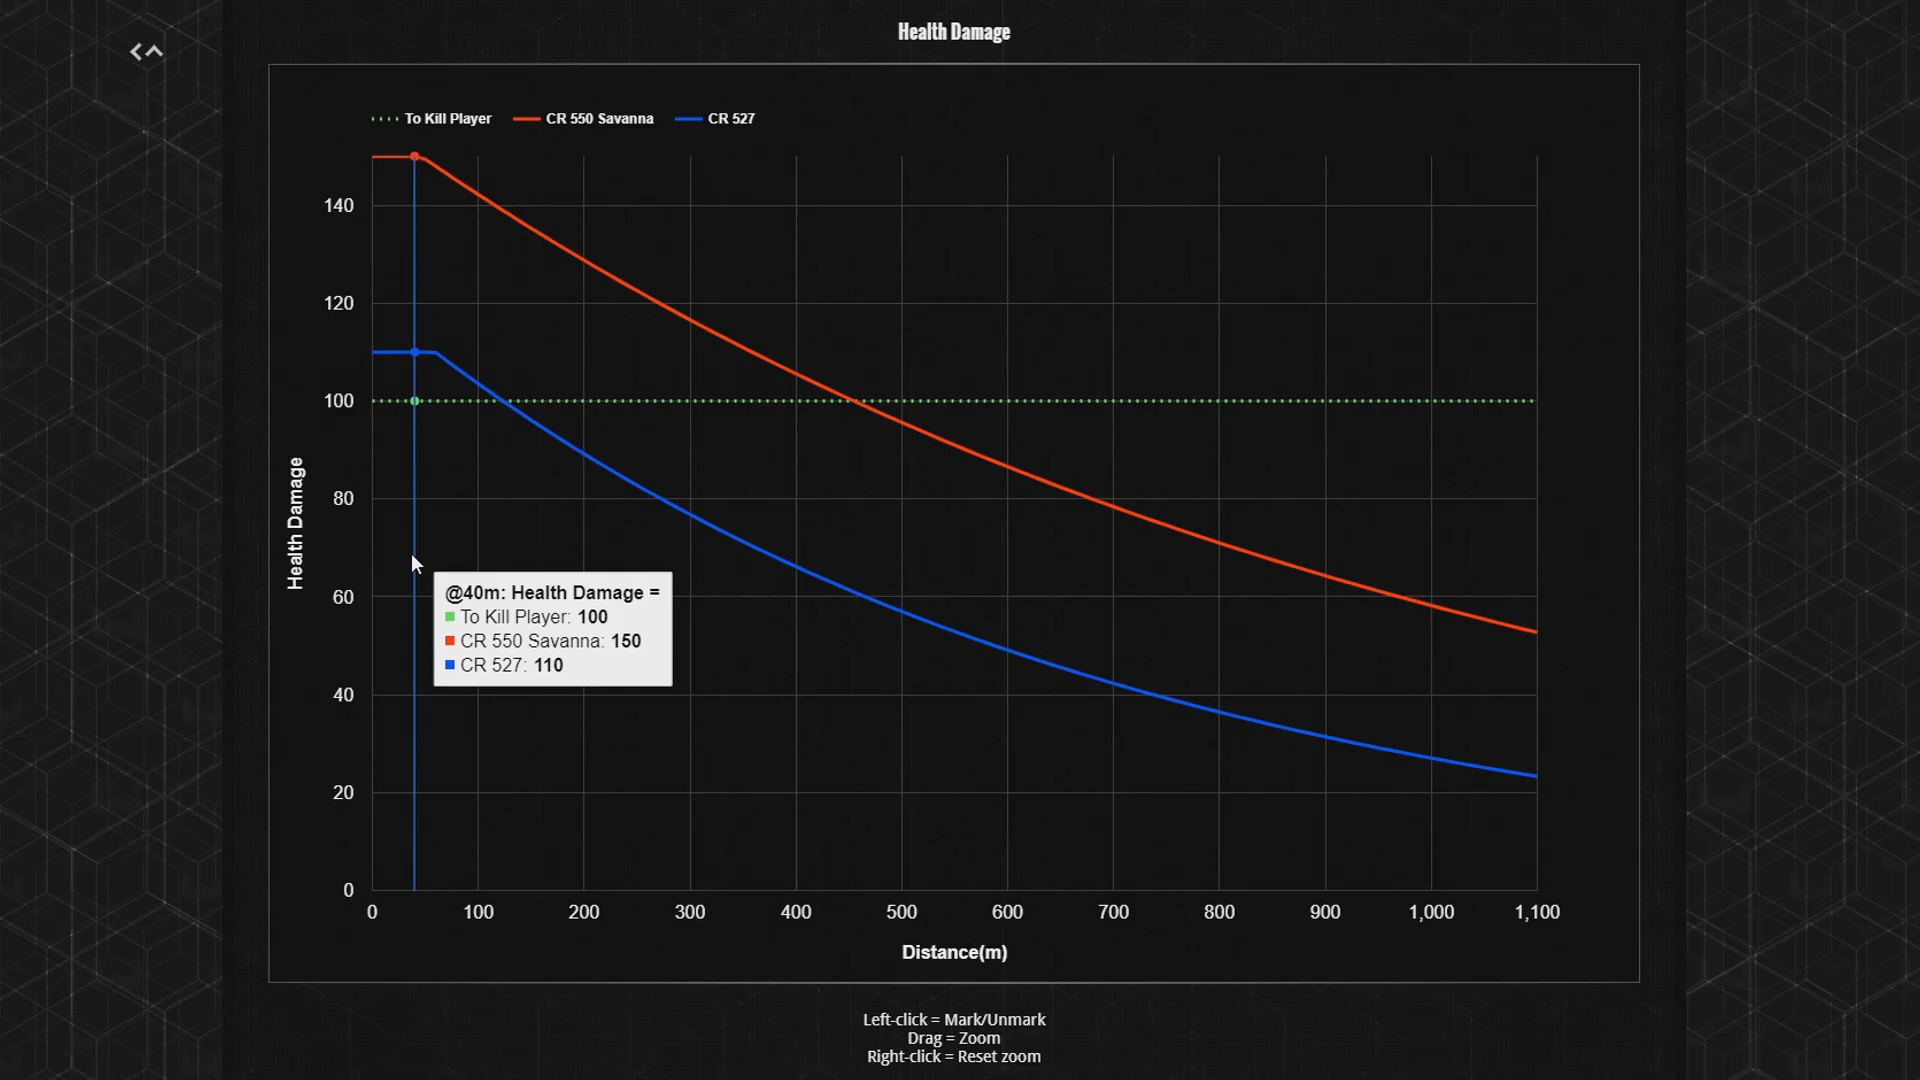 Health Damage
To Kill Player CR 550 Savanna CR 527
140
120
100
80
60
40
20
0
Health Damage
@40m: Health Damage =
To Kill Player: 100
CR 550 Savanna: 150
CR 527: 110
0 100 200 300 400 500 600 700 800 900 1,000 1,100
Distance(m)
Left-click = Mark/Unmark
Drag = Zoom
Right-click = Reset zoom